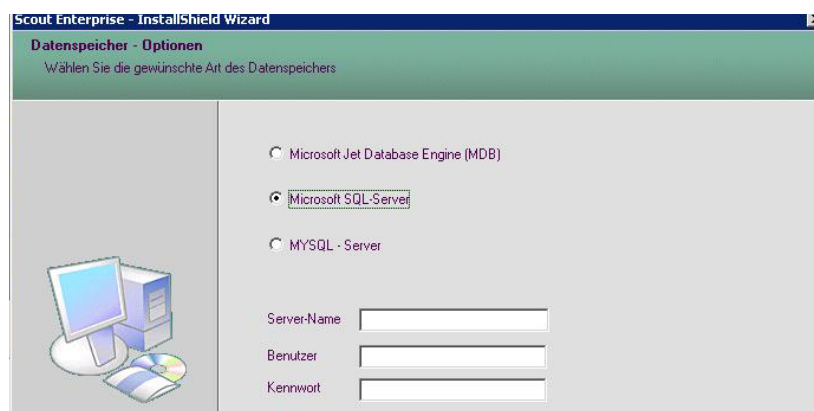 Scout Enterprise - InstallShield Wizard
Datenspeicher - Optionen
Wählen Sie die gewünschte Art des Datenspeichers
Microsoft Jet Database Engine (MDB)
Microsoft SQL-Server
MYSQL - Server
Server-Name
Benutzer
Kennwort